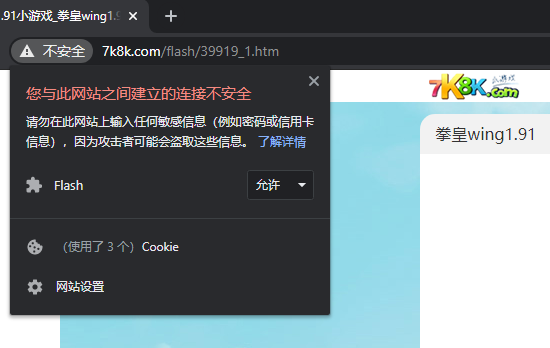 .91小游戏_拳皇wing1.9
不安全
7k8k.com/flash/39919_1.htm
您与此网站之间建立的连接不安全
请勿在此网站上输入任何敏感信息（例如密码或信用卡
信息），因为攻击者可能会盗取这些信息。 了解详情
Flash
允许
（使用了 3 个）Cookie
网站设置
7K8K.com
小游戏
拳皇wing1.91